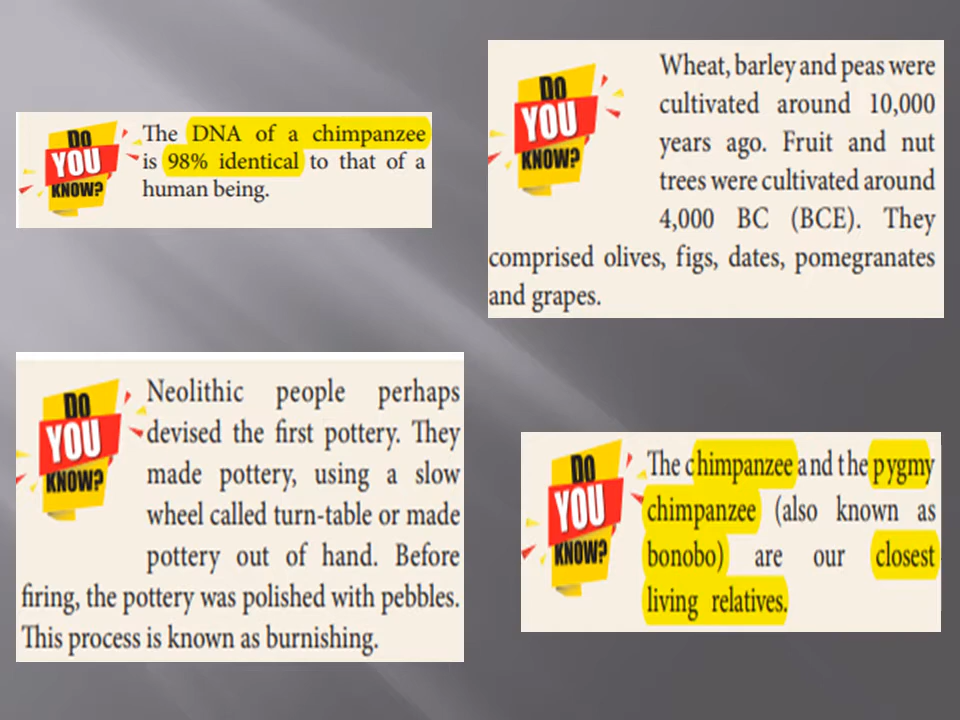 DO
YOU
KNOW?
The DNA of a chimpanzee
is 98% identical to that of a
human being.
DO
YOU
KNOW?
Wheat, barley and peas were
cultivated around 10,000
years ago. Fruit and nut
trees were cultivated around
4,000 BC (BCE). They
comprised olives, figs, dates, pomegranates
and grapes.
DO
YOU
KNOW?
Neolithic people perhaps
devised the first pottery. They
made pottery, using a slow
wheel called turn-table or made
pottery out of hand. Before
firing, the pottery was polished with pebbles.
This process is known as burnishing.
DO
YOU
KNOW?
The chimpanzee and the pygmy
chimpanzee (also known as
bonobo) are our closest
living relatives.